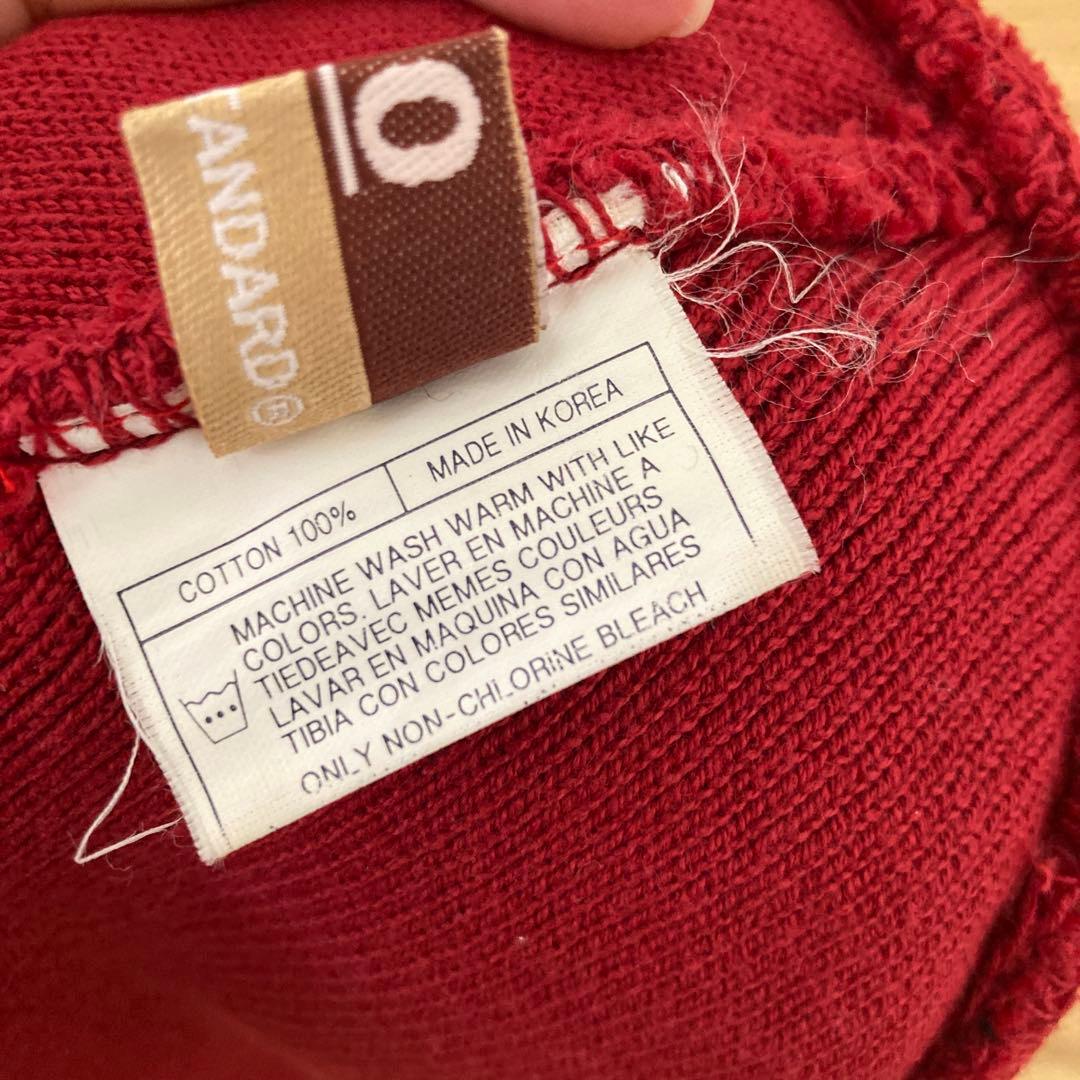 ANDARD®
O
COTTON 100%
MADE IN KOREA
MACHINE WASH WARM WITH LIKE
COLORS. LAVER EN MACHINE A
TIEDEAVEC MEMES COULEURS
LAVAR EN MAQUINA CON AGUA
TIBIA CON COLORES SIMILARES
ONLY NON-CHLORINE BLEACH